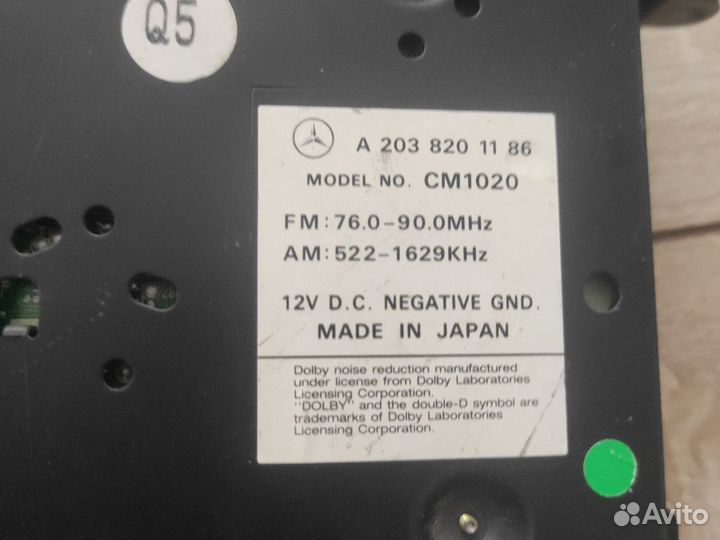 Q5
A 203 820 11 86
MODEL NO. CM1020
FM:76.0-90.0MHz
AM:522-1629KHz
12V D.C. NEGATIVE GND.
MADE IN JAPAN
Dolby noise reduction manufactured
under license from Dolby Laboratories
Licensing Corporation.
"DOLBY" and the double-D symbol are
trademarks of Dolby Laboratories
Licensing Corporation.
Avito